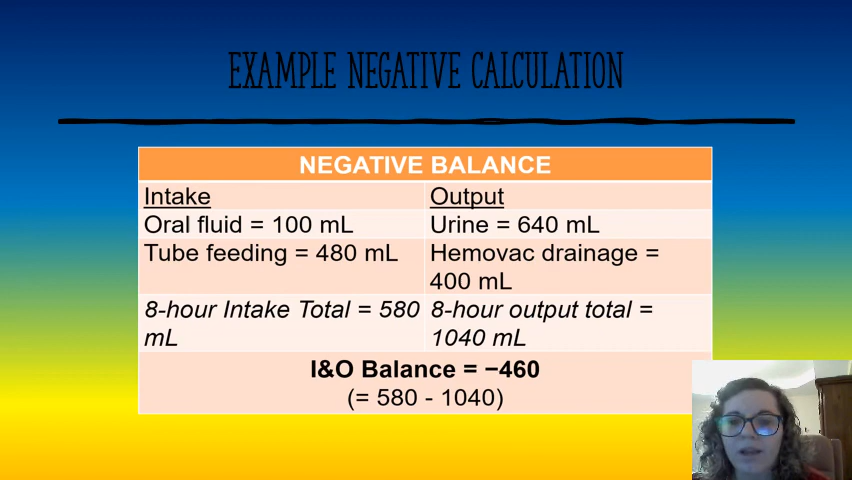 EXAMPLE NEGATIVE CALCULATION
NEGATIVE BALANCE
Intake
Output
Oral fluid = 100 mL
Urine = 640 mL
Tube feeding = 480 mL
Hemovac drainage =
400 mL
8-hour Intake Total = 580
mL
8-hour output total =
1040 mL
I&O Balance = −460
(= 580 - 1040)